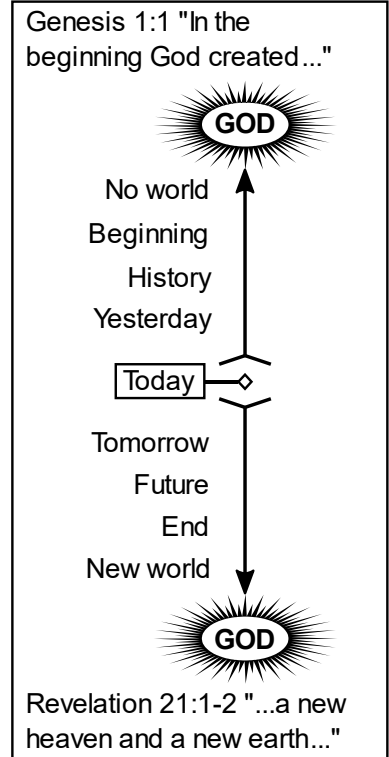 Genesis 1:1 "In the
beginning God created..."
GOD
No world
Beginning
History
Yesterday
Today
Tomorrow
Future
End
New world
GOD
Revelation 21:1-2 "...a new
heaven and a new earth..."